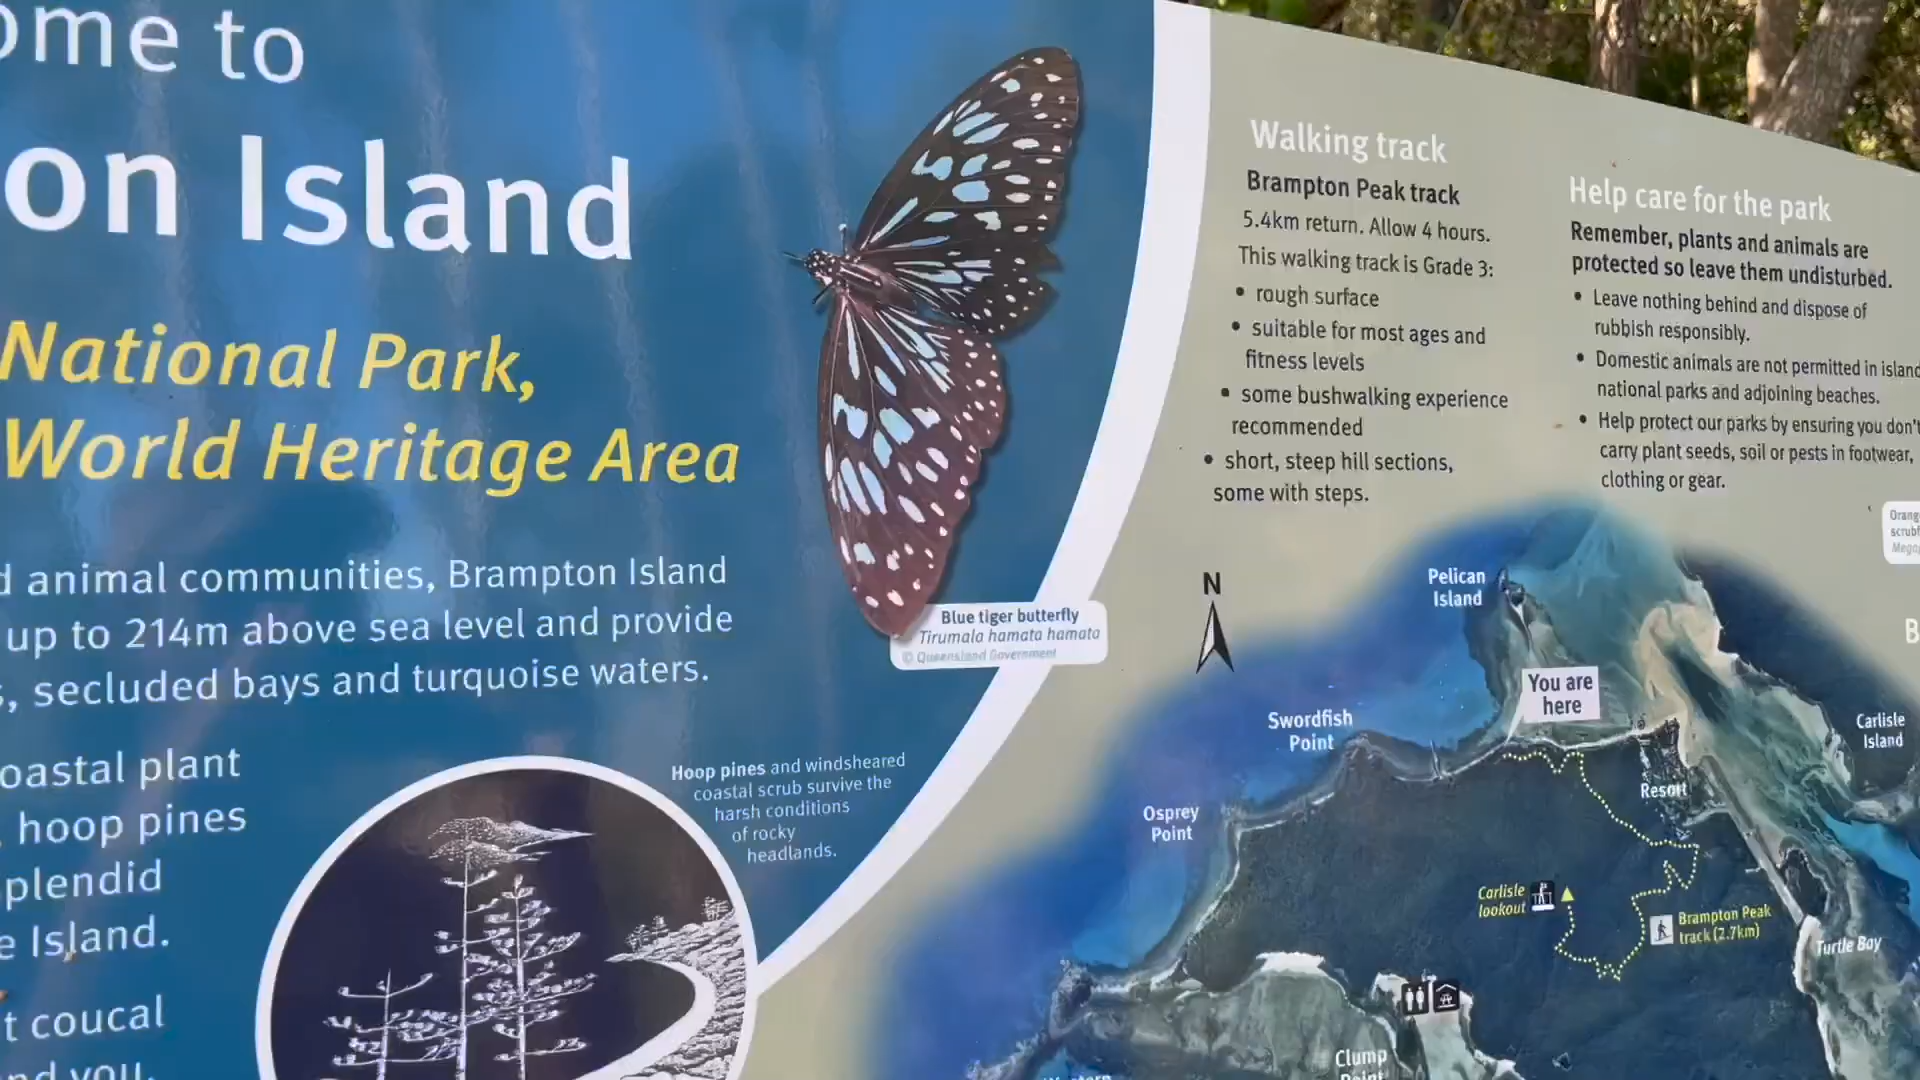 ome to
on Island
National Park,
World Heritage Area
d animal communities, Brampton Island
up to 214m above sea level and provide
s, secluded bays and turquoise waters.
oastal plant
hoop pines
splendid
e Island.
t coucal
nd you.
Blue tiger butterfly
Tirumala hamata hamata
© Queensland Government
Hoop pines and windsheared
coastal scrub survive the
harsh conditions
of rocky
headlands.
Walking track
Brampton Peak track
5.4km return. Allow 4 hours.
This walking track is Grade 3:
• rough surface
• suitable for most ages and
fitness levels
• some bushwalking experience
recommended
• short, steep hill sections,
some with steps.
Help care for the park
Remember, plants and animals are
protected so leave them undisturbed.
• Leave nothing behind and dispose of
rubbish responsibly.
• Domestic animals are not permitted in island
national parks and adjoining beaches.
• Help protect our parks by ensuring you don't
carry plant seeds, soil or pests in footwear,
clothing or gear.
Orang
scrubf
Megap
B
N
Pelican
Island
You are
here
Swordfish
Point
Carlisle
Island
Resort
Osprey
Point
Carlisle
lookout
Brampton Peak
track (2.7km)
Turtle Bay
Clump
Point
Western